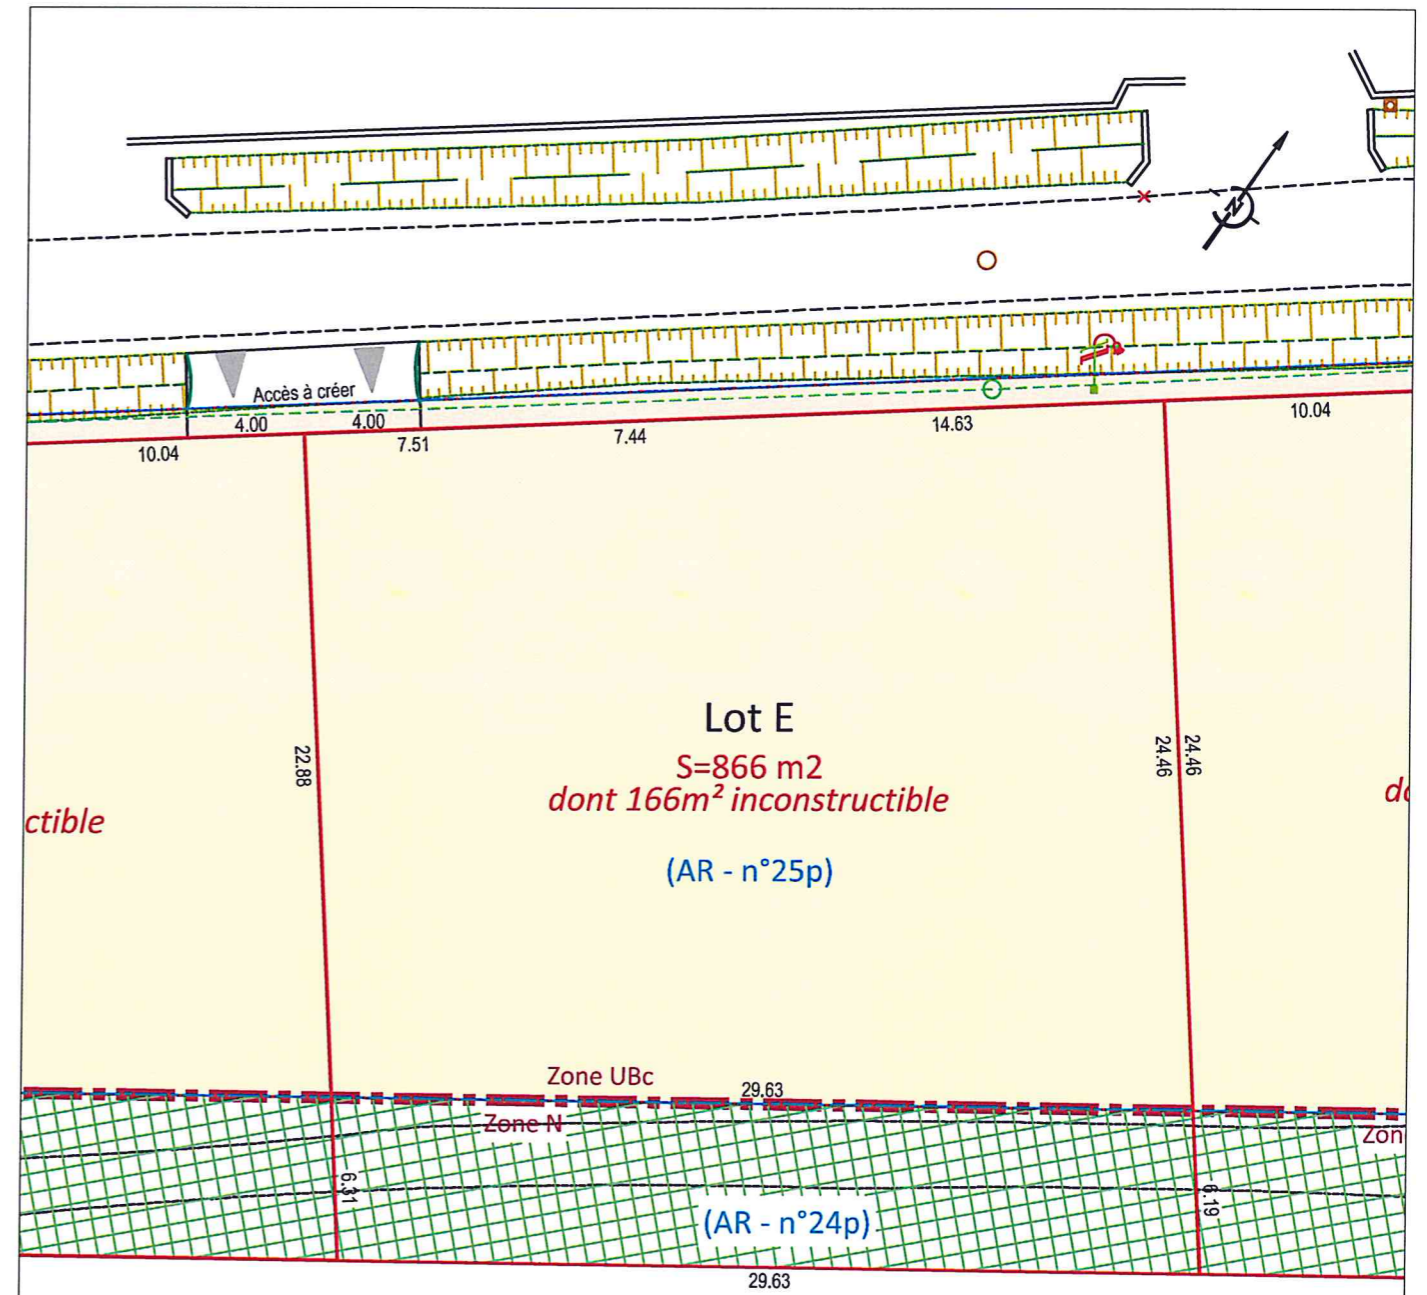 N
Accès à créer
4.00
4.00
10.04
7.51
7.44
14.63
10.04
22.88
24.46
24.46
Lot E
S=866 m2
dont 166m² inconstructible
ctible
(AR - n°25p)
Zone UBc
29.63
Zone N
Zon
6.31
6.19
(AR - n°24p)
29.63